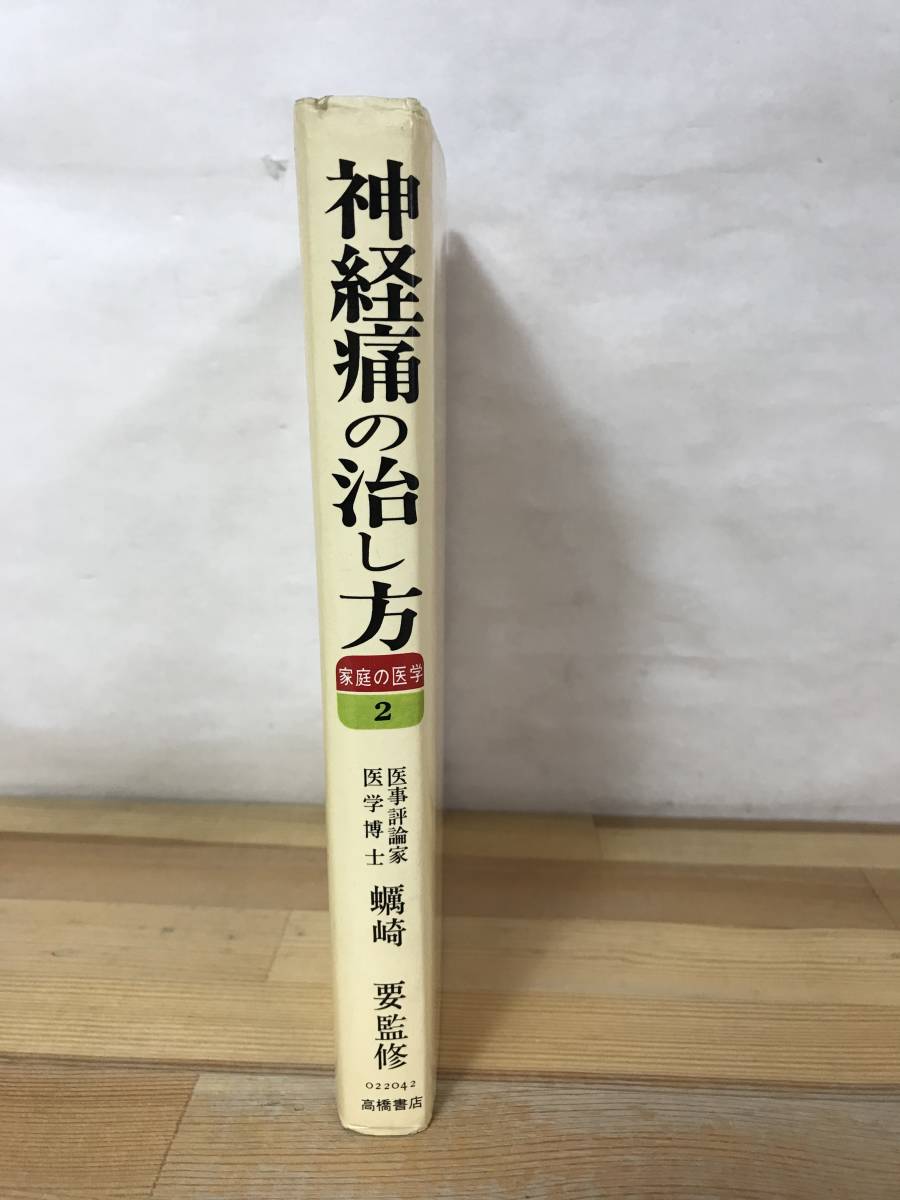 神経痛の治し方
家庭の医学
2
医事評論家
医学博士
蠣崎 要監修
022042
高橋書店